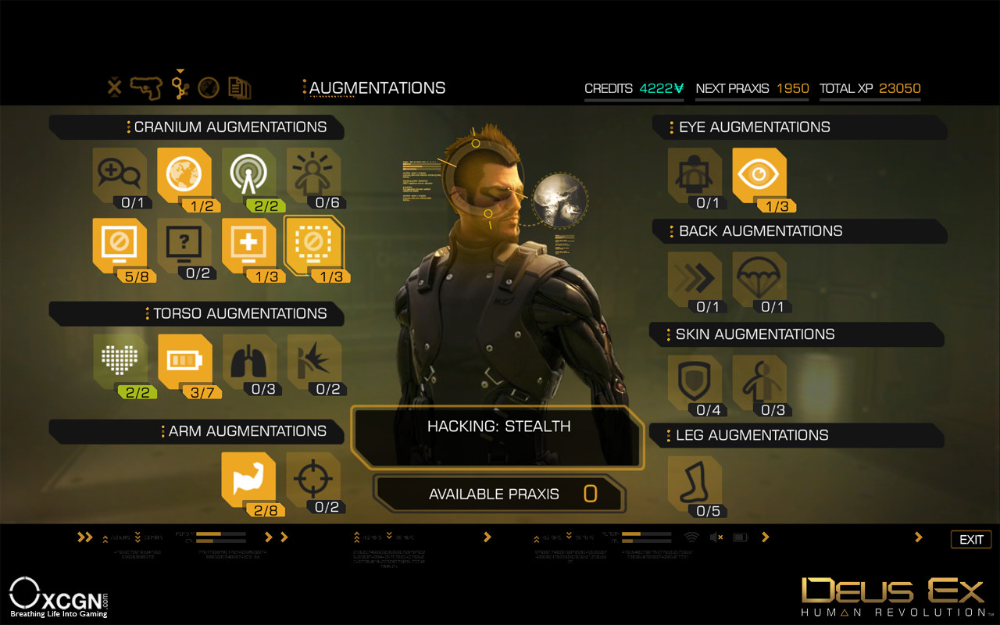 AUGMENTATIONS
CREDITS 4222
NEXT PRAXIS 1950
TOTAL XP 23050
CRANIUM AUGMENTATIONS
0/1
1/2
2/2
0/6
5/8
?
0/2
1/3
1/3
TORSO AUGMENTATIONS
2/2
3/7
0/3
0/2
ARM AUGMENTATIONS
2/8
0/2
HACKING: STEALTH
AVAILABLE PRAXIS 0
EYE AUGMENTATIONS
0/1
1/3
BACK AUGMENTATIONS
0/1
0/1
SKIN AUGMENTATIONS
0/4
0/3
LEG AUGMENTATIONS
0/5
EXIT
OXCGN.com
Breathing Life Into Gaming
DEUS EX
HUMAN REVOLUTION™